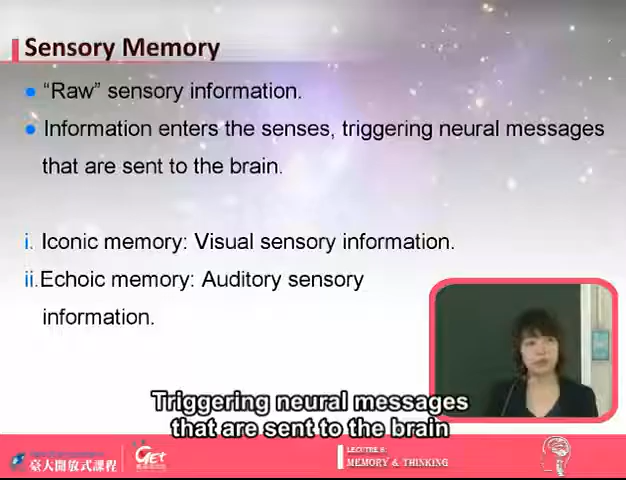 Sensory Memory
“Raw” sensory information.
Information enters the senses, triggering neural messages
that are sent to the brain.
i. Iconic memory: Visual sensory information.
ii.Echoic memory: Auditory sensory
information.
Triggering neural messages
that are sent to the brain
臺大開放式課程
GET
LECUTRE 8:
MEMORY & THINKING